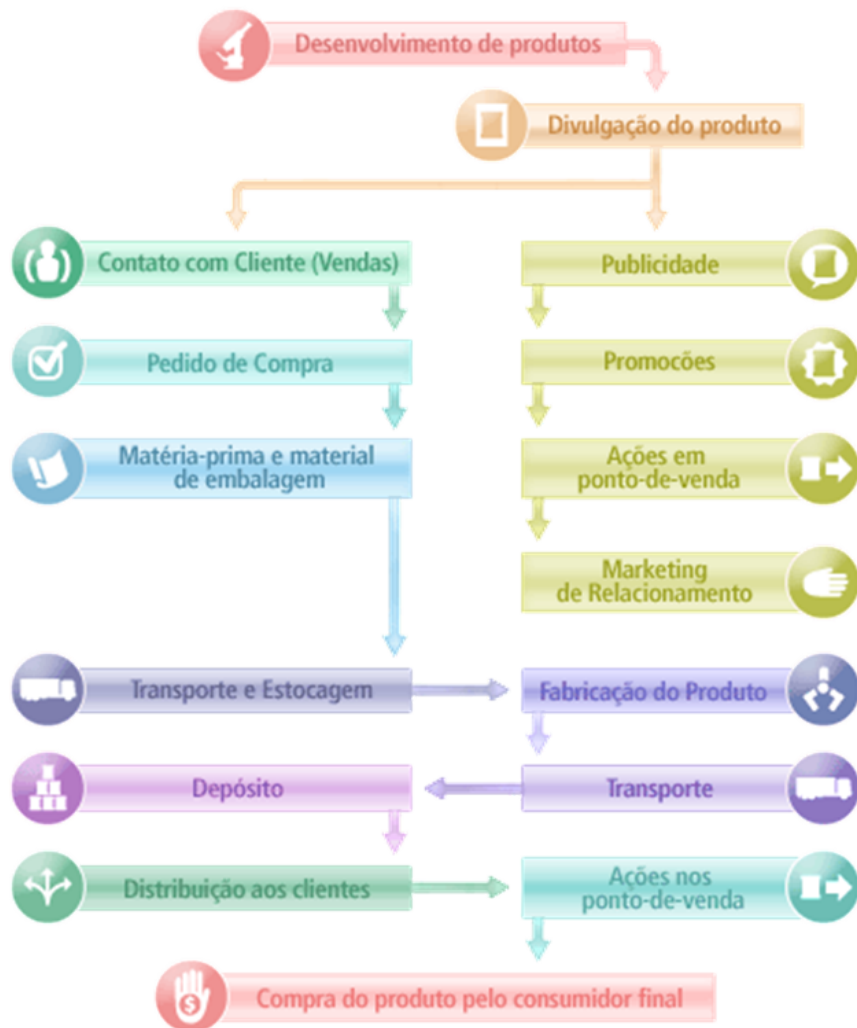 Desenvolvimento de produtos
Divulgação do produto
Contato com Cliente (Vendas)
Publicidade
Pedido de Compra
Promocões
Matéria-prima e material
de embalagem
Ações em
ponto-de-venda
Marketing
de Relacionamento
Transporte e Estocagem
Fabricação do Produto
Depósito
Transporte
Distribuição aos clientes
Ações nos
ponto-de-venda
$
Compra do produto pelo consumidor final